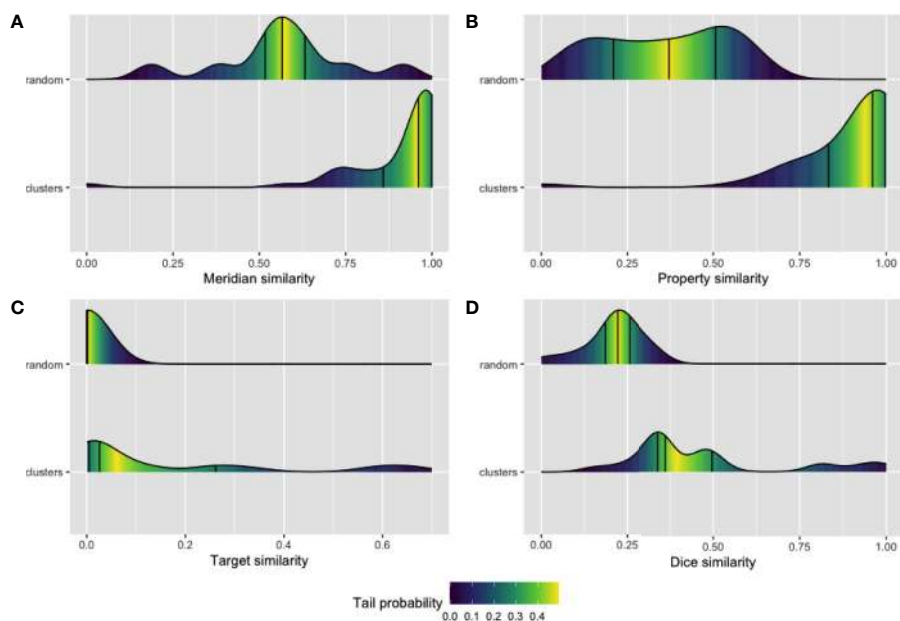 A
random
clusters
0.00 0.25 0.50 0.75 1.00
Meridian similarity
B
random
clusters
0.00 0.25 0.50 0.75 1.00
Property similarity
C
random
clusters
0.0 0.2 0.4 0.6
Target similarity
D
random
clusters
0.00 0.25 0.50 0.75 1.00
Dice similarity
Tail probability
0.0 0.1 0.2 0.3 0.4